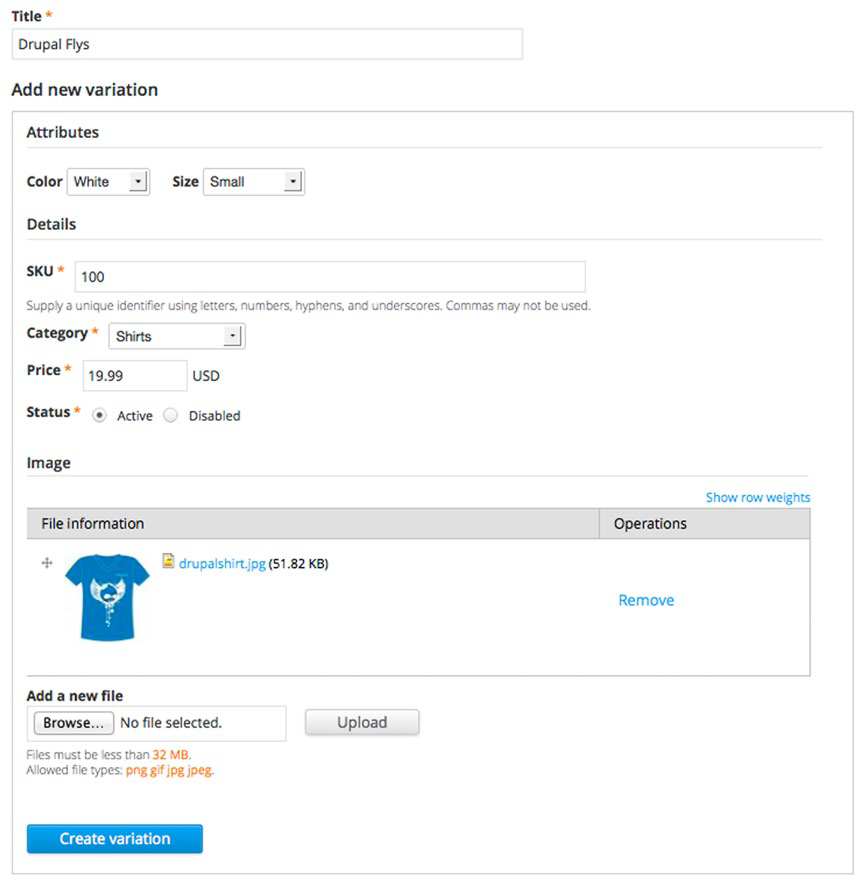 Title *
Drupal Flys
Add new variation
Attributes
Color White Size Small
Details
SKU * 100
Supply a unique identifier using letters, numbers, hyphens, and underscores. Commas may not be used.
Category * Shirts
Price * 19.99 USD
Status * Active Disabled
Image
Show row weights
File information Operations
drupalshirt.jpg (51.82 KB)
Remove
Add a new file
Browse... No file selected. Upload
Files must be less than 32 MB.
Allowed file types: png gif jpg jpeg.
Create variation